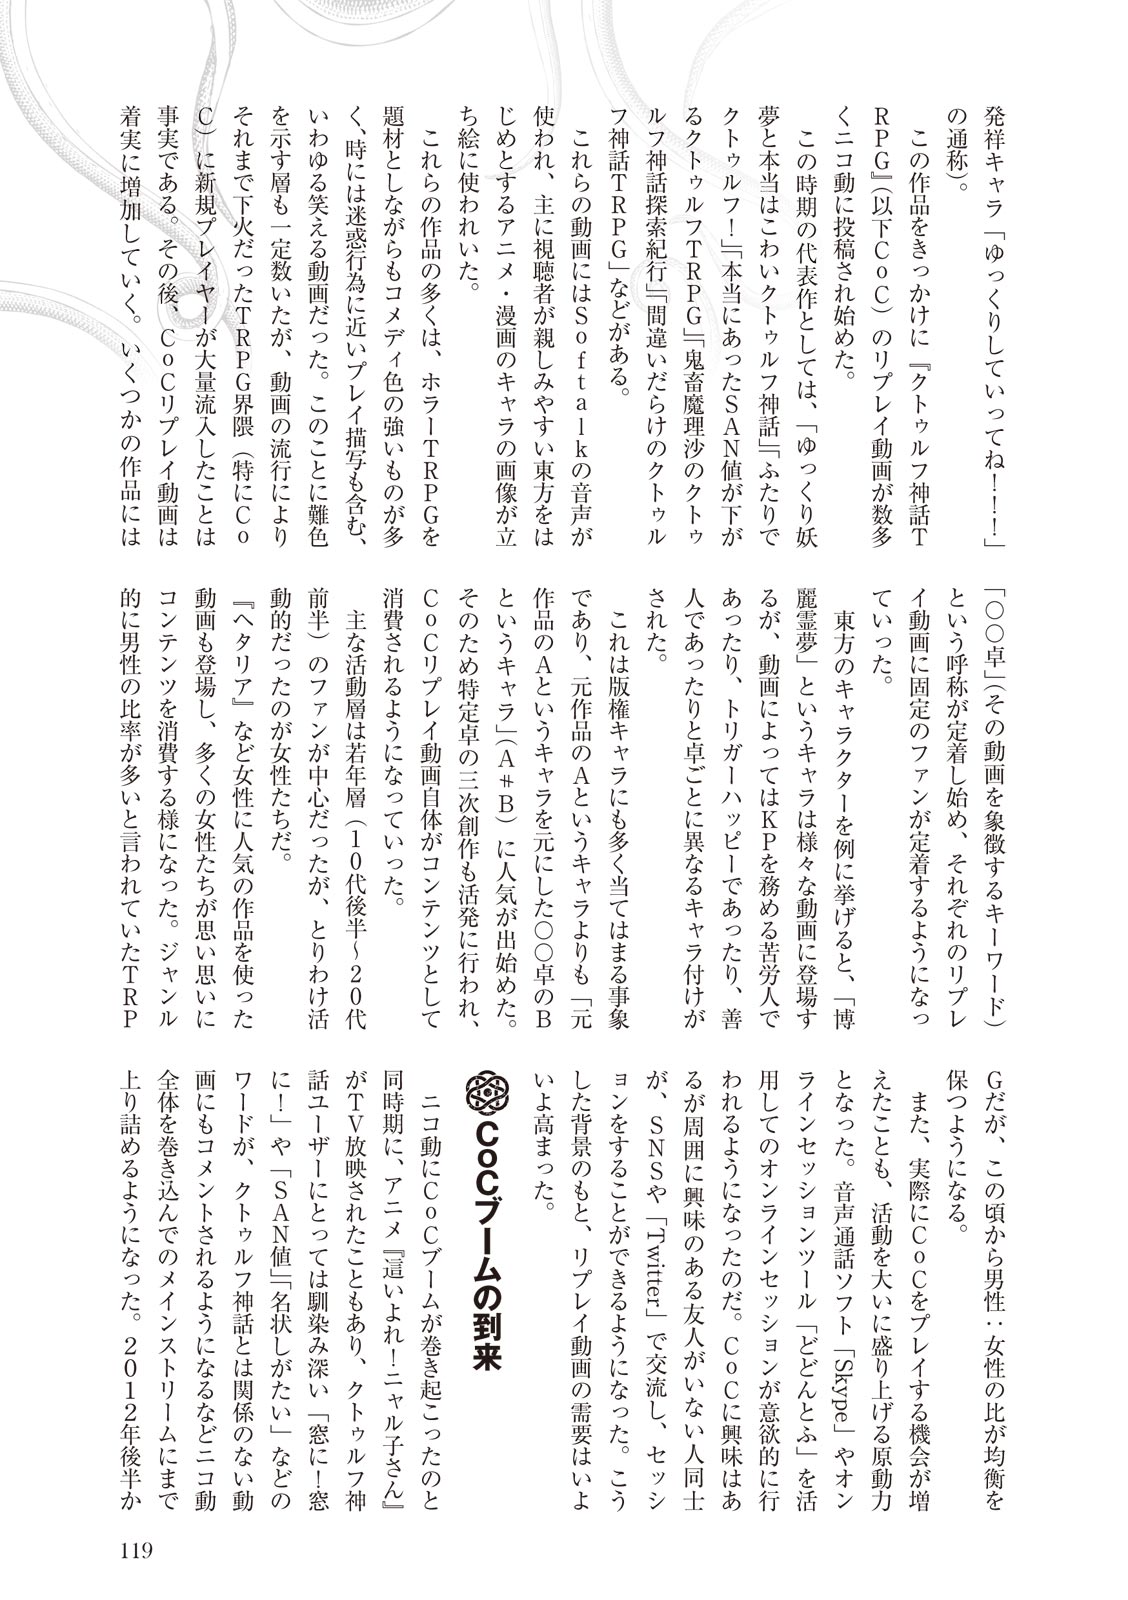 発祥キャラ「ゆっくりしていってね！！！」
の通称)。
　この作品をきっかけに『クトゥルフ神話T
RPG』(以下CoC)のリプレイ動画が数多
くニコ動に投稿され始めた。
　この時期の代表作としては、「ゆっくり妖
夢と本当はこわいクトゥルフ神話」「ふたりで
クトゥルフ！」「本当にあったSAN値が下が
るクトゥルフTRPG」「鬼畜魔理沙のクトゥ
ルフ神話探索紀行」「間違いだらけのクトゥル
フ神話TRPG」などがある。
　これらの動画にはSoftalkの音声が
使われ、主に視聴者が親しみやすい東方をは
じめとするアニメ・漫画のキャラの画像が立
ち絵に使われいた。
　これらの作品の多くは、ホラーTRPGを
題材としながらもコメディ色の強いものが多
く、時には迷惑行為に近いプレイ描写も含む、
いわゆる笑える動画だった。このことに難色
を示す層も一定数いたが、動画の流行により
それまで下火だったTRPG界隈(特にCo
C)に新規プレイヤーが大量流入したことは
事実である。その後、CoCリプレイ動画は
着実に増加していく。いくつかの作品には
「〇〇卓」(その動画を象徴するキーワード)
という呼称が定着し始め、それぞれのリプレ
イ動画に固定のファンが定着するようになっ
ていった。
　東方のキャラクターを例に挙げると、「博
麗霊夢」というキャラは様々な動画に登場す
るが、動画によってはKPを務める苦労人で
あったり、トリガーハッピーであったり、善
人であったりと卓ごとに異なるキャラ付けが
された。
　これは版権キャラにも多く当てはまる事象
であり、元作品のAというキャラよりも「元
作品のAというキャラを元にした〇〇卓のB
というキャラ」(A≠B)に人気が出始めた。
そのため特定卓の三次創作も活発に行われ、
CoCリプレイ動画自体がコンテンツとして
消費されるようになっていった。
　主な活動層は若年層(10代後半〜20代
前半)のファンが中心だったが、とりわけ活
動的だったのが女性たちだ。
『ヘタリア』など女性に人気の作品を使った
動画も登場し、多くの女性たちが思い思いに
コンテンツを消費する様になった。ジャンル
的に男性の比率が多いと言われていたTRP
Gだが、この頃から男性：女性の比が均衡を
保つようになる。
　また、実際にCoCをプレイする機会が増
えたことも、活動を大いに盛り上げる原動力
となった。音声通話ソフト「Skype」やオン
ラインセッションツール「どどんとふ」を活
用してのオンラインセッションが意欲的に行
われるようになったのだ。CoCに興味はあ
るが周囲に興味のある友人がいない人同士
が、SNSや「Twitter」で交流し、セッシ
ョンをすることができるようになった。こう
した背景のもと、リプレイ動画の需要はいよ
いよ高まった。
CoCブームの到来
　ニコ動にCoCブームが巻き起こったのと
同時期に、アニメ『這いよれ！ニャル子さん』
がTV放映されたこともあり、クトゥルフ神
話ユーザーにとっては馴染み深い「窓に！窓
に！」や「SAN値」「名状しがたい」などの
ワードが、クトゥルフ神話とは関係のない動
画にもコメントされるようになるなどニコ動
全体を巻き込んでのメインストリームにまで
上り詰めるようになった。2012年後半か
119